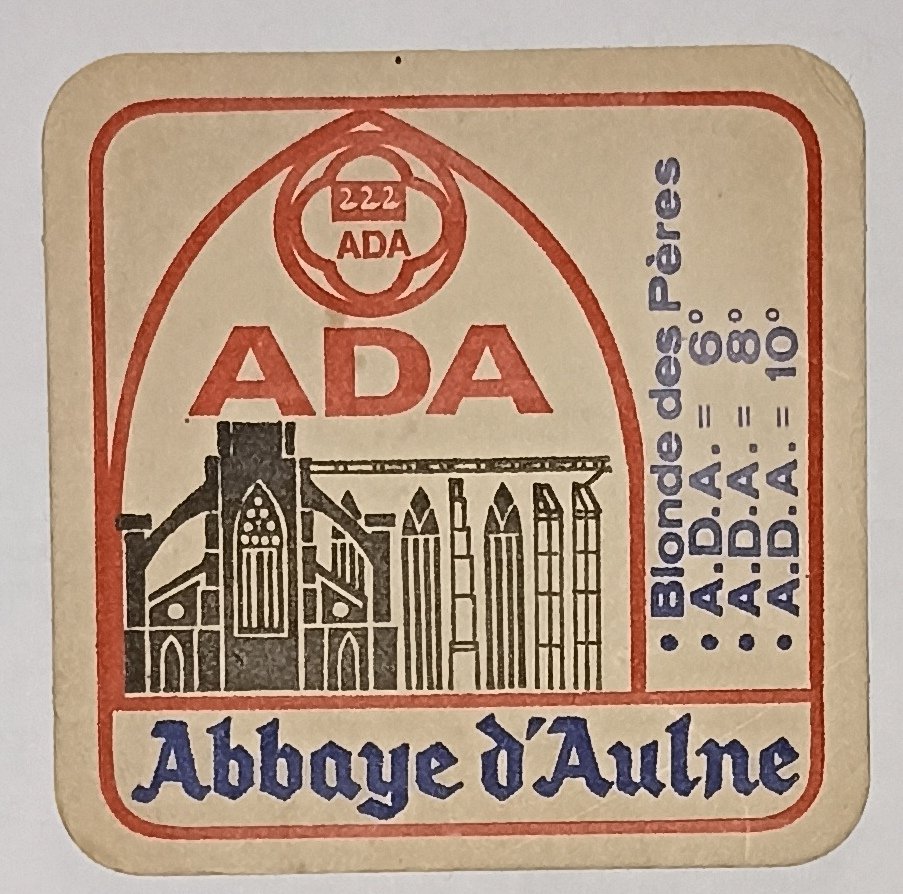 222
ADA
ADA
• Blonde des Pères
• A.D.A. = 6°
• A.D.A. = 8°
• A.D.A. = 10°
Abbaye d'Aulne